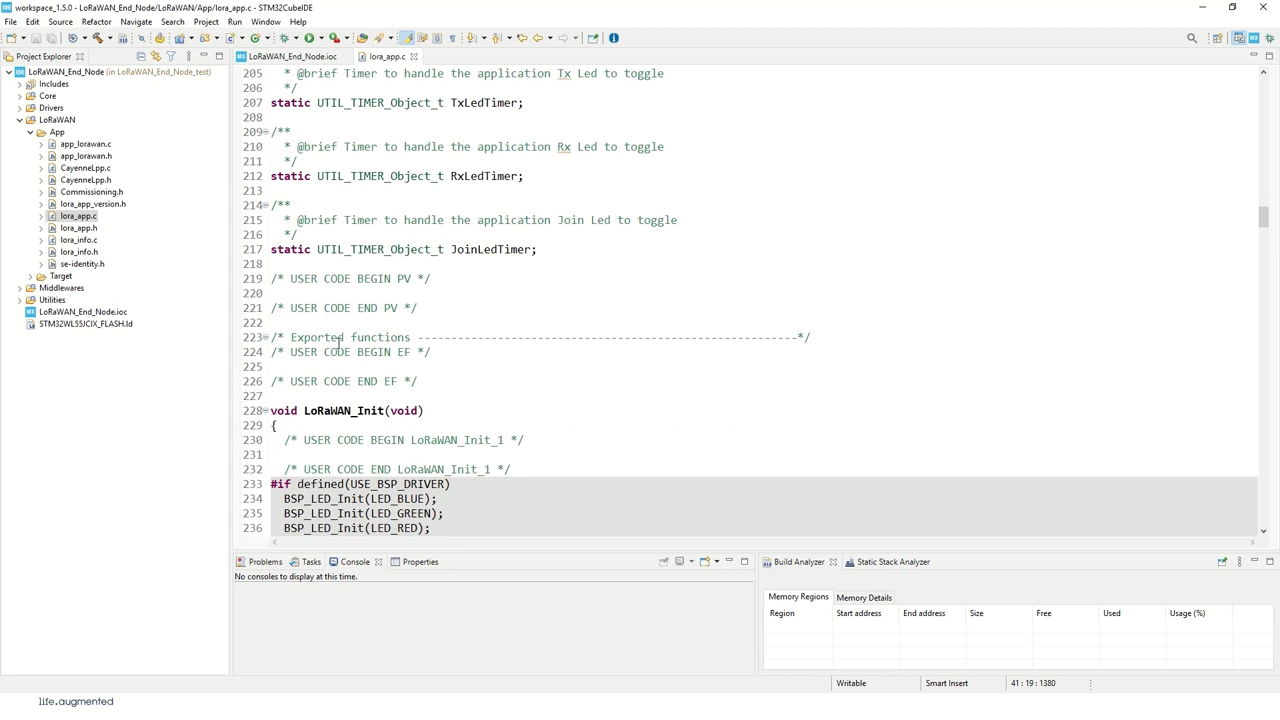 workspace_1.5.0 - LoRaWAN_End_Node/LoRaWAN/App/lora_app.c - STM32CubeIDE
File Edit Source Refactor Navigate Search Project Run Window Help
Project Explorer
LoRaWAN_End_Node (in LoRaWAN_End_Node_test)
Includes
Core
Drivers
LoRaWAN
App
app_lorawan.c
app_lorawan.h
CayenneLpp.c
CayenneLpp.h
Commissioning.h
lora_app_version.h
lora_app.c
lora_app.h
lora_info.c
lora_info.h
se-identity.h
Target
Middlewares
Utilities
LoRaWAN_End_Node.ioc
STM32WL55JCIX_FLASH.ld
LoRaWAN_End_Node.ioc lora_app.c
205 * @brief Timer to handle the application Tx Led to toggle
206 */
207 static UTIL_TIMER_Object_t TxLedTimer;
208
209 /**
210 * @brief Timer to handle the application Rx Led to toggle
211 */
212 static UTIL_TIMER_Object_t RxLedTimer;
213
214 /**
215 * @brief Timer to handle the application Join Led to toggle
216 */
217 static UTIL_TIMER_Object_t JoinLedTimer;
218
219 /* USER CODE BEGIN PV */
220
221 /* USER CODE END PV */
222
223 /* Exported functions ---------------------------------------------------------*/
224 /* USER CODE BEGIN EF */
225
226 /* USER CODE END EF */
227
228 void LoRaWAN_Init(void)
229 {
230 /* USER CODE BEGIN LoRaWAN_Init_1 */
231
232 /* USER CODE END LoRaWAN_Init_1 */
233 #if defined(USE_BSP_DRIVER)
234 BSP_LED_Init(LED_BLUE);
235 BSP_LED_Init(LED_GREEN);
236 BSP_LED_Init(LED_RED);
Problems Tasks Console Properties
No consoles to display at this time.
Build Analyzer Static Stack Analyzer
Memory Regions Memory Details
Region Start address End address Size Free Used Usage (%)
Writable Smart Insert 41 : 19 : 1380
life.augmented